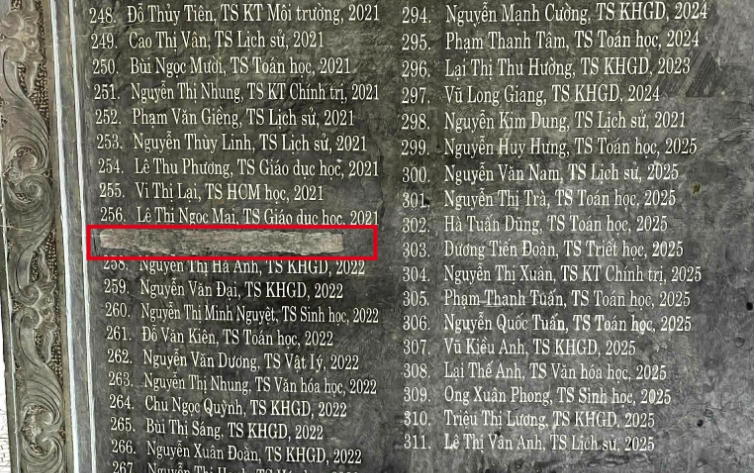 248. Đỗ Thủy Tiên, TS KT Môi trường, 2021
249. Cao Thị Vân, TS Lịch sử, 2021
250. Bùi Ngọc Mười, TS Toán học, 2021
251. Nguyễn Thị Nhung, TS KT Chính trị, 2021
252. Phạm Văn Giềng, TS Lịch sử, 2021
253. Nguyễn Thùy Linh, TS Lịch sử, 2021
254. Lê Thu Phương, TS Giáo dục học, 2021
255. Vi Thị Lại, TS HCM học, 2021
256. Lê Thị Ngọc Mai, TS Giáo dục học, 2021
258. Nguyễn Thị Hà Anh, TS KHGD, 2022
259. Nguyễn Văn Đại, TS KHGD, 2022
260. Nguyễn Thị Minh Nguyệt, TS Sinh học, 2022
261. Đỗ Văn Kiên, TS Toán học, 2022
262. Nguyễn Văn Dương, TS Vật lý, 2022
263. Nguyễn Thị Nhung, TS Văn hóa học, 2022
264. Chu Ngọc Quỳnh, TS KHGD, 2022
265. Bùi Thị Sáng, TS KHGD, 2022
266. Nguyễn Xuân Đoàn, TS KHGD, 2022
267. Nguyễn Thị
294. Nguyễn Mạnh Cường, TS KHGD, 2024
295. Phạm Thanh Tâm, TS Toán học, 2024
296. Lại Thị Thu Hường, TS KHGD, 2023
297. Vũ Long Giang, TS KHGD, 2024
298. Nguyễn Kim Dung, TS Lịch sử, 2021
299. Nguyễn Huy Hưng, TS Toán học, 2025
300. Nguyễn Văn Nam, TS Lịch sử, 2025
301. Nguyễn Thị Trà, TS Toán học, 2025
302. Hà Tuấn Dũng, TS Toán học, 2025
303. Dương Tiến Đoàn, TS Triết học, 2025
304. Nguyễn Thị Xuân, TS KT Chính trị, 2025
305. Phạm Thanh Tuấn, TS Toán học, 2025
306. Nguyễn Quốc Tuấn, TS Toán học, 2025
307. Vũ Kiều Anh, TS KHGD, 2025
308. Lại Thế Anh, TS Văn hóa học, 2025
309. Ong Xuân Phong, TS Sinh học, 2025
310. Triệu Thị Lương, TS KHGD, 2025
311. Lê Thị Vân Anh, TS Lịch sử, 2025